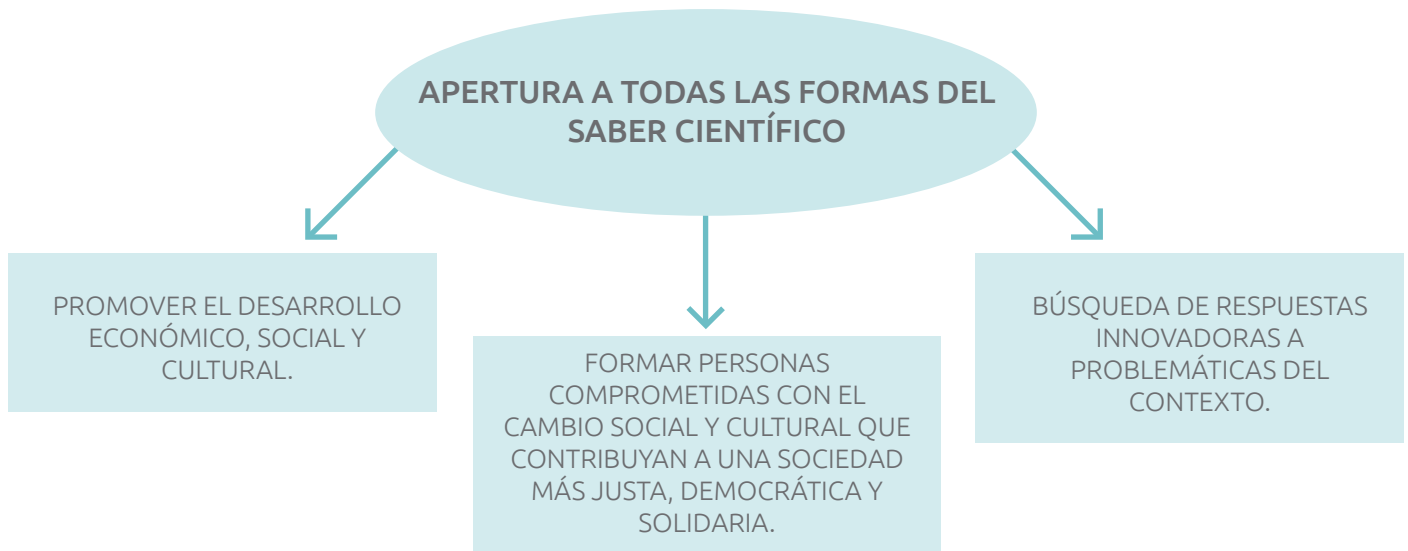 APERTURA A TODAS LAS FORMAS DEL
SABER CIENTÍFICO
PROMOVER EL DESARROLLO
ECONÓMICO, SOCIAL Y
CULTURAL.
FORMAR PERSONAS
COMPROMETIDAS CON EL
CAMBIO SOCIAL Y CULTURAL QUE
CONTRIBUYAN A UNA SOCIEDAD
MÁS JUSTA, DEMOCRÁTICA Y
SOLIDARIA.
BÚSQUEDA DE RESPUESTAS
INNOVADORAS A
PROBLEMÁTICAS DEL
CONTEXTO.